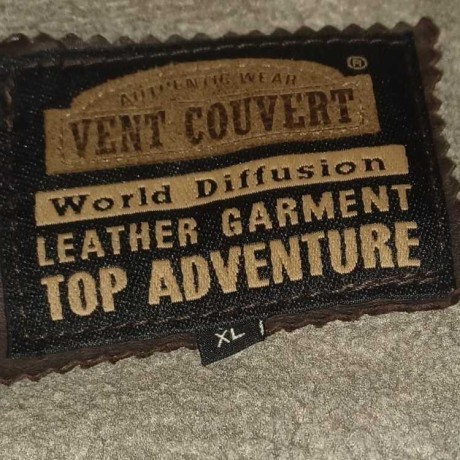 AUTHENTIC WEAR
®
VENT COUVERT
World Diffusion
LEATHER GARMENT
TOP ADVENTURE
XL